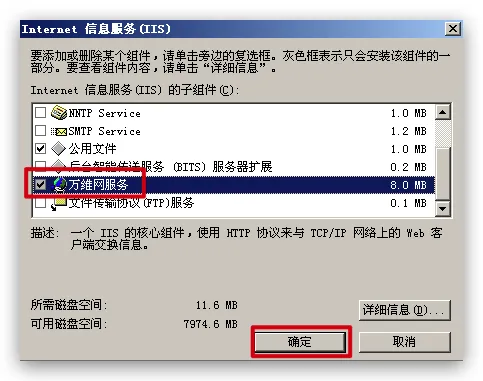 Internet 信息服务(IIS)
要添加或删除某个组件，请单击旁边的复选框。灰色框表示只会安装该组件的一
部分。要查看组件内容，请单击“详细信息”。
Internet 信息服务(IIS) 的子组件(C):
NNTP Service 1.0 MB
SMTP Service 1.2 MB
公用文件 1.0 MB
后台智能传送服务 (BITS) 服务器扩展 0.2 MB
万维网服务 8.0 MB
文件传输协议(FTP)服务 0.1 MB
描述: 一个 IIS 的核心组件，使用 HTTP 协议来与 TCP/IP 网络上的 Web 客
户端交换信息。
所需磁盘空间: 11.6 MB
详细信息(D)...
可用磁盘空间: 7974.6 MB
确定 取消